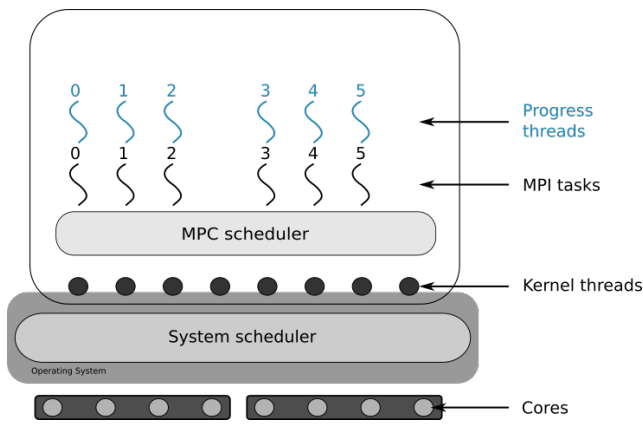 0 1 2 3 4 5
Progress
threads
0 1 2 3 4 5
MPI tasks
MPC scheduler
Kernel threads
System scheduler
Operating System
Cores